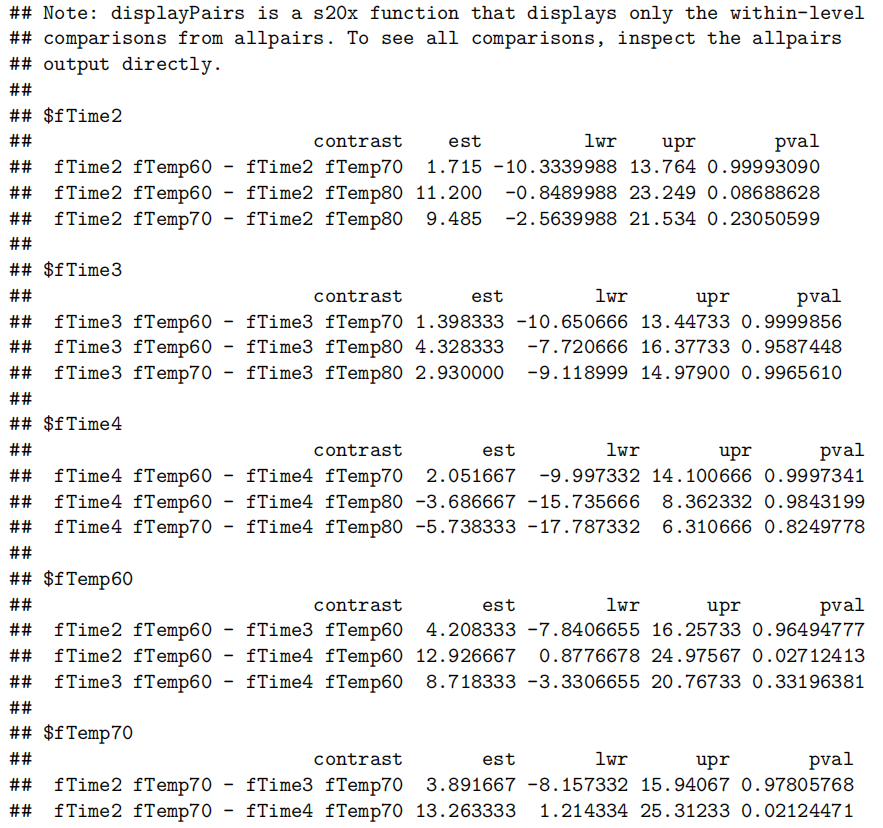 ## Note: displayPairs is a s20x function that displays only the within-level
## comparisons from allpairs. To see all comparisons, inspect the allpairs
## output directly.
##
## $fTime2
##                         contrast    est         lwr    upr       pval
##  fTime2 fTemp60 - fTime2 fTemp70  1.715 -10.3339988 13.764 0.99993090
##  fTime2 fTemp60 - fTime2 fTemp80 11.200  -0.8489988 23.249 0.08688628
##  fTime2 fTemp70 - fTime2 fTemp80  9.485  -2.5639988 21.534 0.23050599
##
## $fTime3
##                         contrast      est        lwr      upr      pval
##  fTime3 fTemp60 - fTime3 fTemp70 1.398333 -10.650666 13.44733 0.9999856
##  fTime3 fTemp60 - fTime3 fTemp80 4.328333  -7.720666 16.37733 0.9587448
##  fTime3 fTemp70 - fTime3 fTemp80 2.930000  -9.118999 14.97900 0.9965610
##
## $fTime4
##                         contrast       est        lwr       upr      pval
##  fTime4 fTemp60 - fTime4 fTemp70  2.051667  -9.997332 14.100666 0.9997341
##  fTime4 fTemp60 - fTime4 fTemp80 -3.686667 -15.735666  8.362332 0.9843199
##  fTime4 fTemp70 - fTime4 fTemp80 -5.738333 -17.787332  6.310666 0.8249778
##
## $fTemp60
##                         contrast       est        lwr      upr       pval
##  fTime2 fTemp60 - fTime3 fTemp60  4.208333 -7.8406655 16.25733 0.96494777
##  fTime2 fTemp60 - fTime4 fTemp60 12.926667  0.8776678 24.97567 0.02712413
##  fTime3 fTemp60 - fTime4 fTemp60  8.718333 -3.3306655 20.76733 0.33196381
##
## $fTemp70
##                         contrast       est       lwr      upr       pval
##  fTime2 fTemp70 - fTime3 fTemp70  3.891667 -8.157332 15.94067 0.97805768
##  fTime2 fTemp70 - fTime4 fTemp70 13.263333  1.214334 25.31233 0.02124471